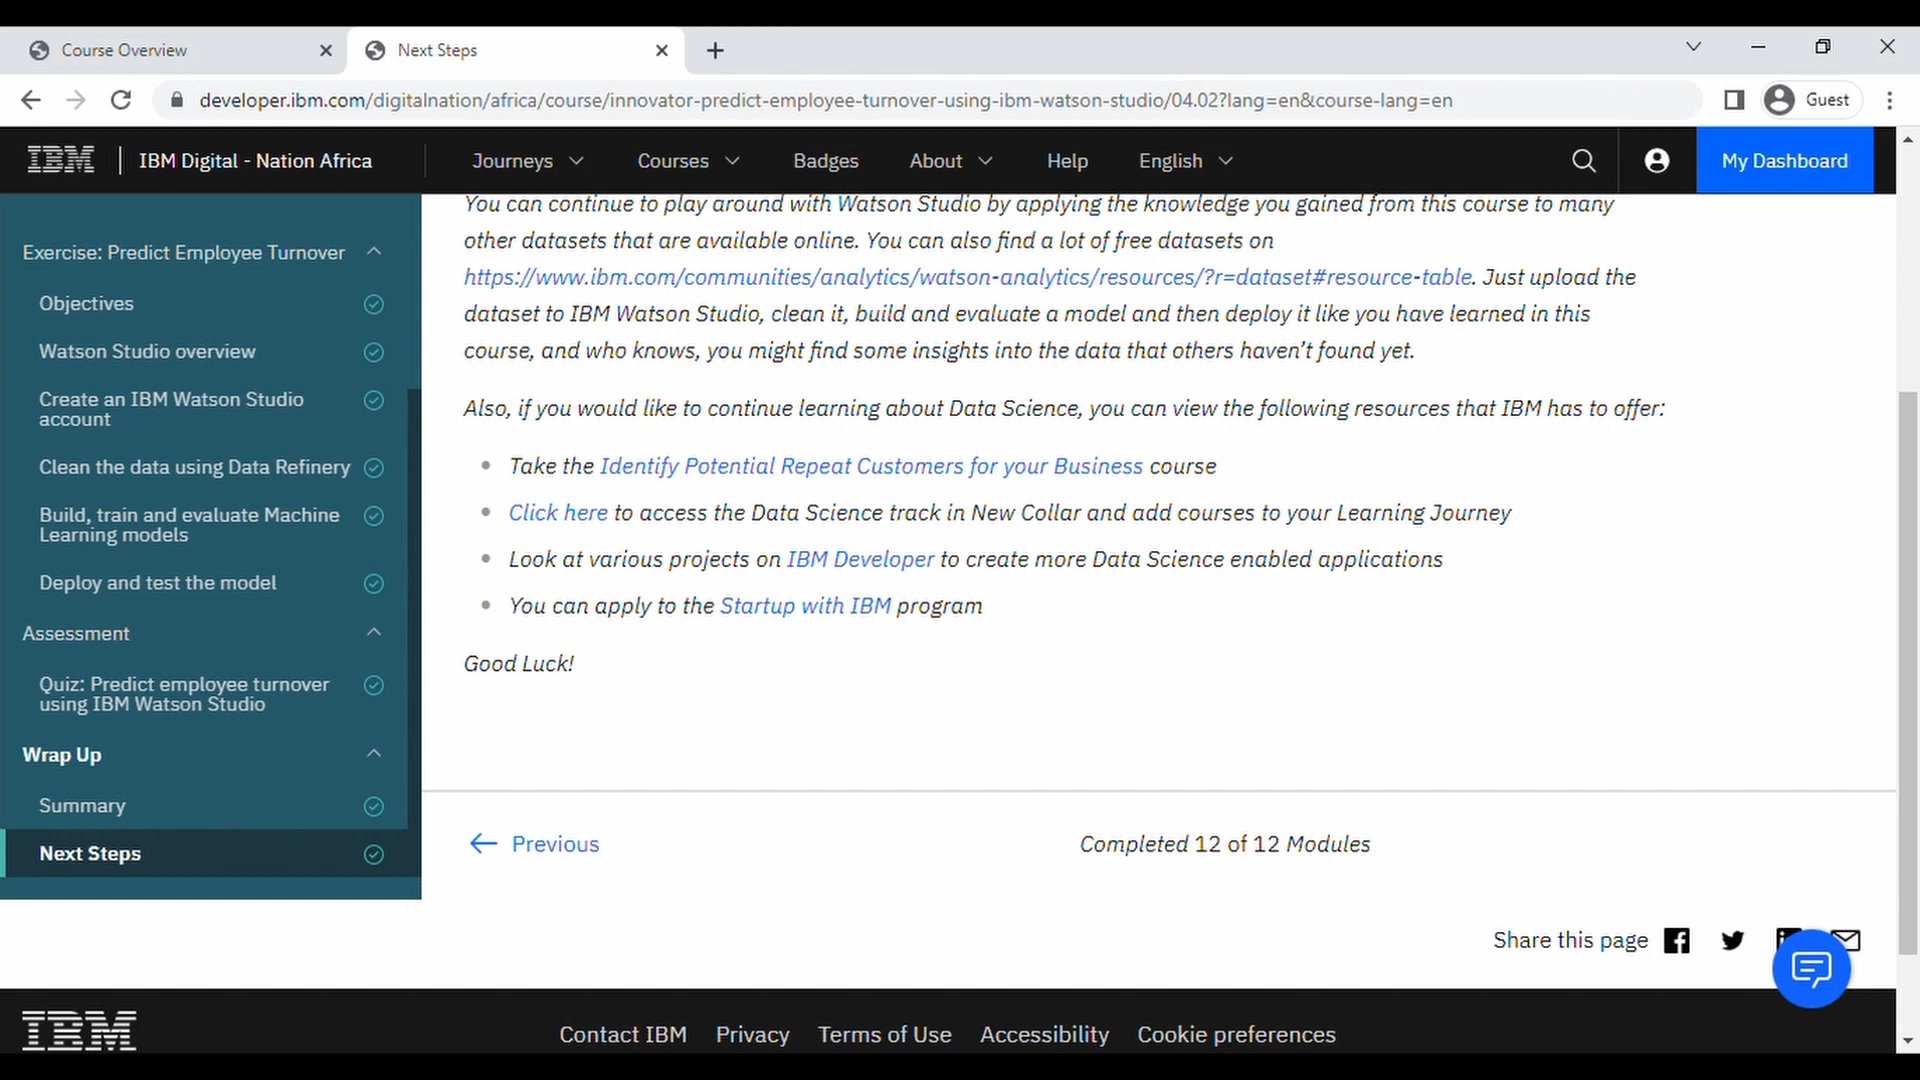 Course Overview
Next Steps
developer.ibm.com/digitalnation/africa/course/innovator-predict-employee-turnover-using-ibm-watson-studio/04.02?lang=en&course-lang=en
Guest
IBM
IBM Digital - Nation Africa
Journeys
Courses
Badges
About
Help
English
My Dashboard
Exercise: Predict Employee Turnover
Objectives
Watson Studio overview
Create an IBM Watson Studio
account
Clean the data using Data Refinery
Build, train and evaluate Machine
Learning models
Deploy and test the model
Assessment
Quiz: Predict employee turnover
using IBM Watson Studio
Wrap Up
Summary
Next Steps
You can continue to play around with Watson Studio by applying the knowledge you gained from this course to many
other datasets that are available online. You can also find a lot of free datasets on
https://www.ibm.com/communities/analytics/watson-analytics/resources/?r=dataset#resource-table. Just upload the
dataset to IBM Watson Studio, clean it, build and evaluate a model and then deploy it like you have learned in this
course, and who knows, you might find some insights into the data that others haven't found yet.
Also, if you would like to continue learning about Data Science, you can view the following resources that IBM has to offer:
Take the Identify Potential Repeat Customers for your Business course
Click here to access the Data Science track in New Collar and add courses to your Learning Journey
Look at various projects on IBM Developer to create more Data Science enabled applications
You can apply to the Startup with IBM program
Good Luck!
Previous
Completed 12 of 12 Modules
Share this page
IBM
Contact IBM
Privacy
Terms of Use
Accessibility
Cookie preferences